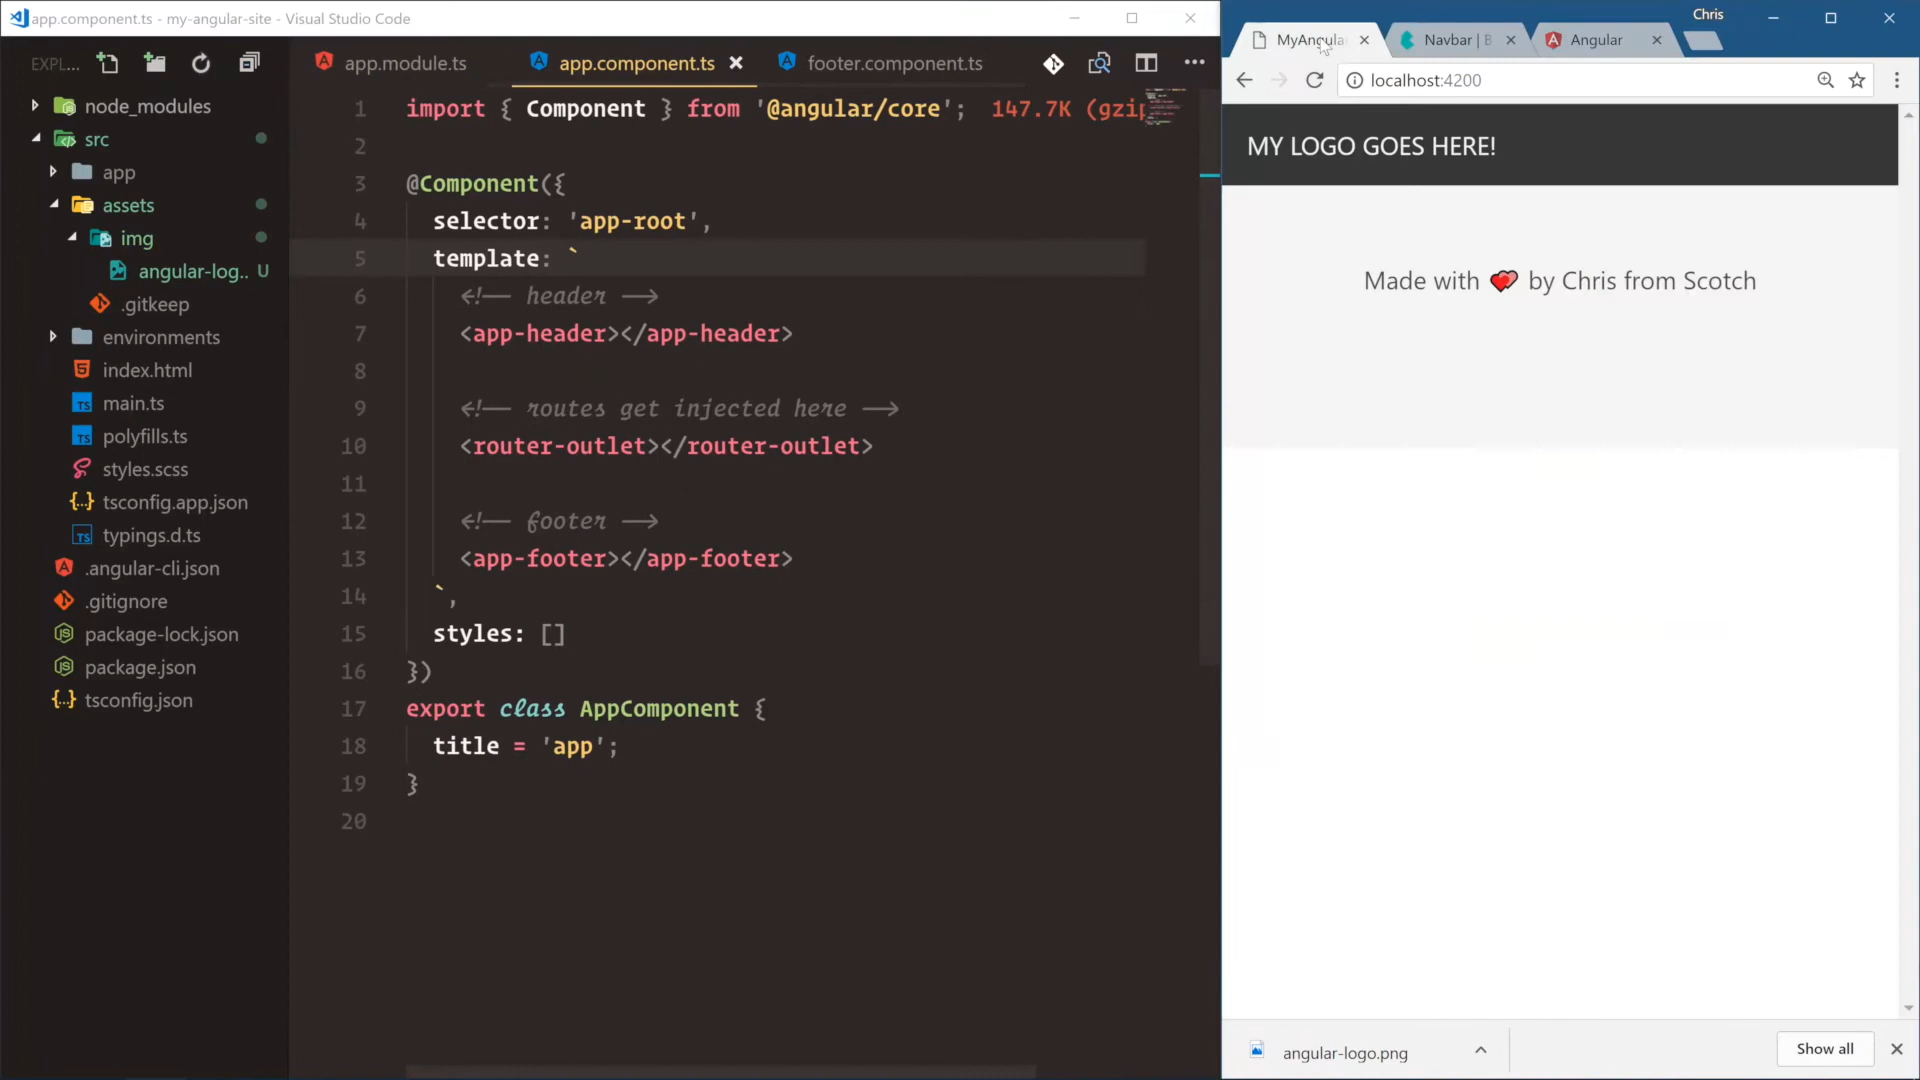 app.component.ts - my-angular-site - Visual Studio Code
EXPL...
node_modules
src
app
assets
img
angular-log.. U
.gitkeep
environments
index.html
main.ts
polyfills.ts
styles.scss
tsconfig.app.json
typings.d.ts
.angular-cli.json
.gitignore
package-lock.json
package.json
tsconfig.json
app.module.ts
app.component.ts
footer.component.ts
1 import { Component } from '@angular/core'; 147.7K (gzip
2
3 @Component({
4 selector: 'app-root',
5 template: `
6 <!-- header -->
7 <app-header></app-header>
8
9 <!-- routes get injected here -->
10 <router-outlet></router-outlet>
11
12 <!-- footer -->
13 <app-footer></app-footer>
14 `,
15 styles: []
16 })
17 export class AppComponent {
18 title = 'app';
19 }
20
Chris
MyAngula
Navbar | B
Angular
localhost:4200
MY LOGO GOES HERE!
Made with 💕 by Chris from Scotch
angular-logo.png
Show all